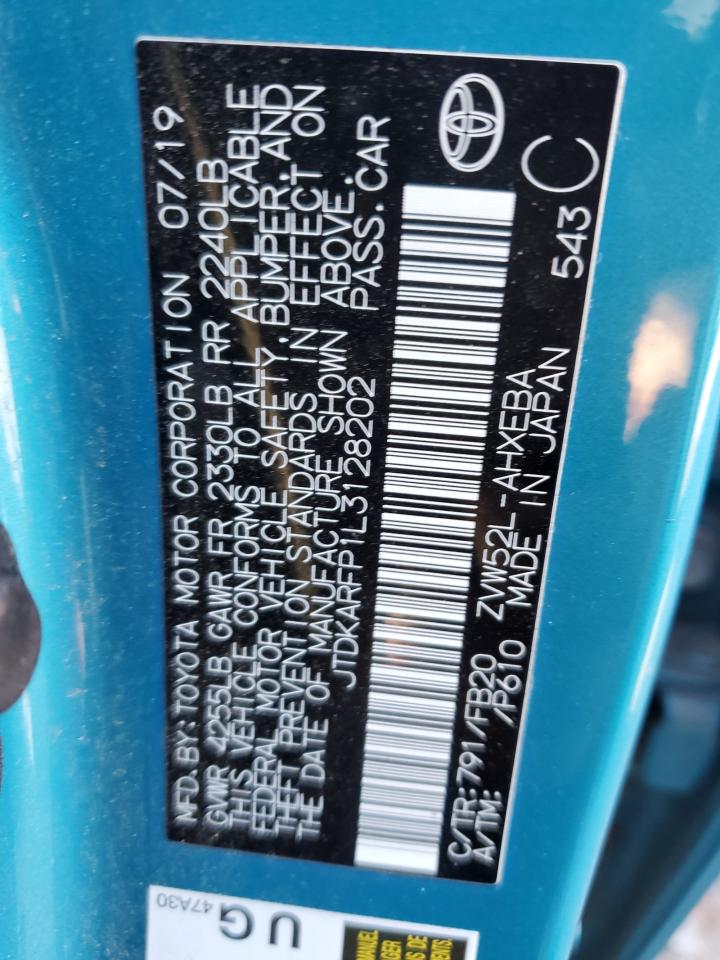 MFD. BY: TOYOTA MOTOR CORPORATION 07/19
GVWR 4255LB GAWR FR 2330LB RR 2240LB
THIS VEHICLE CONFORMS TO ALL APPLICABLE
FEDERAL MOTOR VEHICLE SAFETY, BUMPER, AND
THEFT PREVENTION STANDARDS IN EFFECT ON
THE DATE OF MANUFACTURE SHOWN ABOVE.
JTDKARFP1L3128202 PASS. CAR
C/TR: 791/FB20 ZVW52L-AHXEBA
A/TM: /P610 MADE IN JAPAN 543 C
47A30
UG
MANUEL